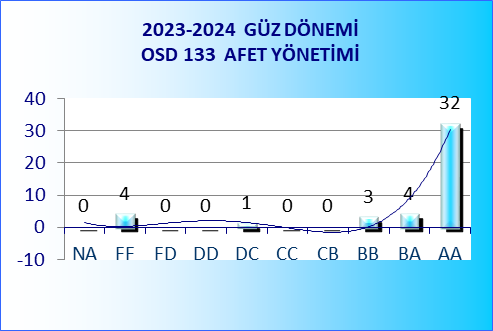 2023-2024 GÜZ DÖNEMİ
OSD 133 AFET YÖNETİMİ
40
30
20
10
0
-10
0 4 0 0 1 0 0 3 4 32
NA FF FD DD DC CC CB BB BA AA